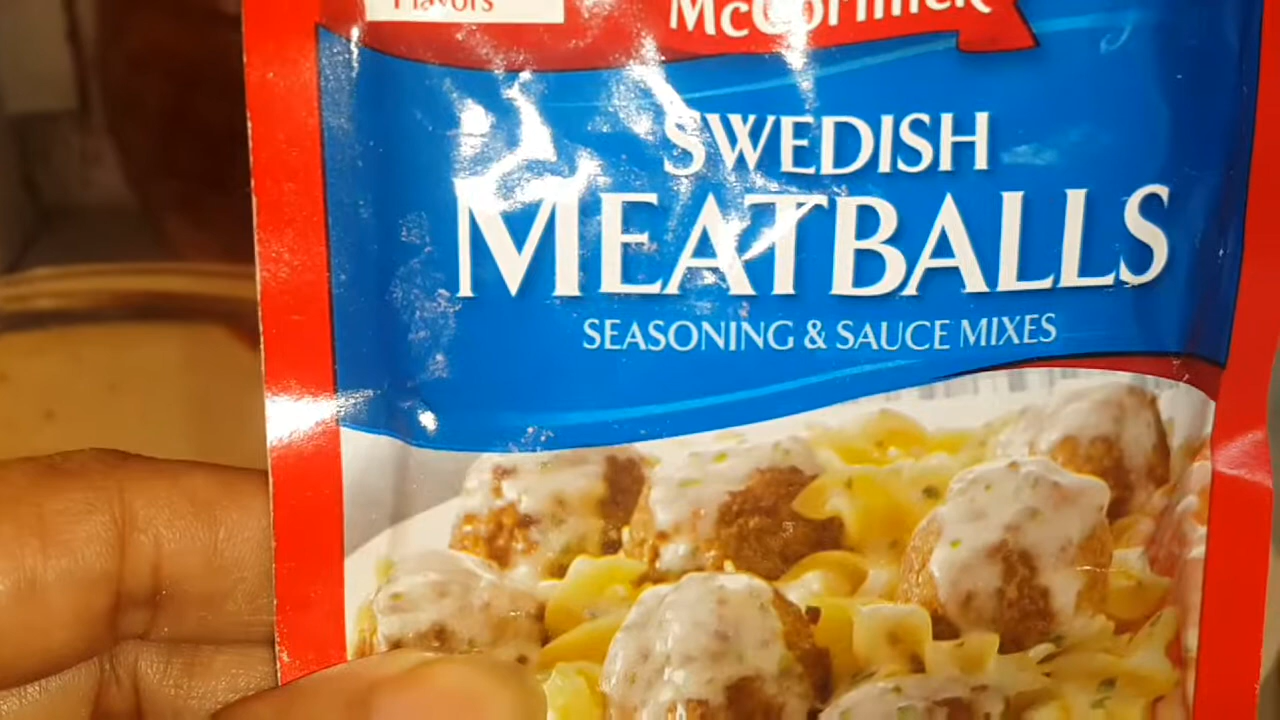 Flavors
McCormick
SWEDISH
MEATBALLS
SEASONING & SAUCE MIXES